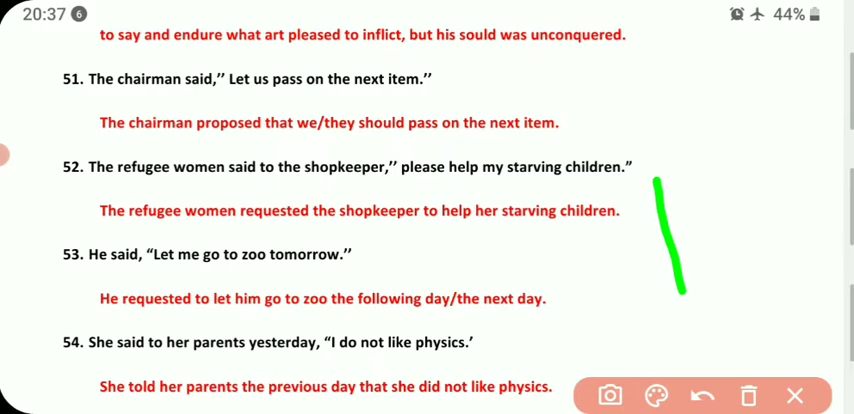 20:37 6 44%
to say and endure what art pleased to inflict, but his sould was unconquered.
51. The chairman said,’’ Let us pass on the next item.’’
The chairman proposed that we/they should pass on the next item.
52. The refugee women said to the shopkeeper,’’ please help my starving children.”
The refugee women requested the shopkeeper to help her starving children.
53. He said, “Let me go to zoo tomorrow.’’
He requested to let him go to zoo the following day/the next day.
54. She said to her parents yesterday, “I do not like physics.’
She told her parents the previous day that she did not like physics.